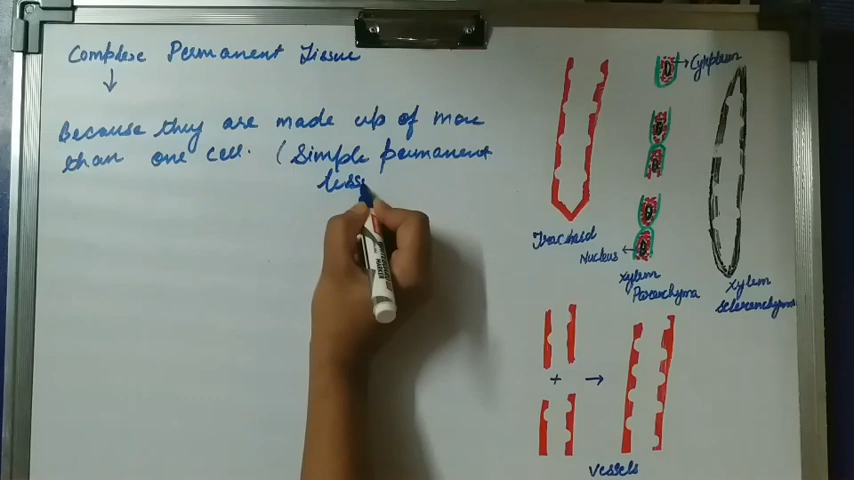 Complex Permanent Tissue
Because they are made up of more
than one cell. (Simple permanent
tiss
Cytoplasm
Tracheid
Nucleus
Xylem
Parenchyma
Xylem
Sclerenchyma
+
Vessels